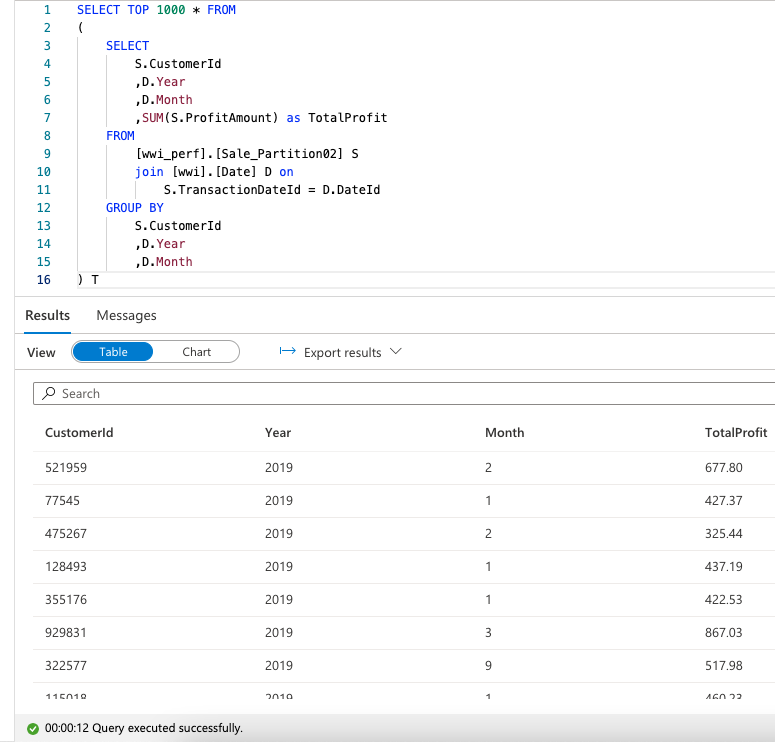 1 SELECT TOP 1000 * FROM
2 (
3 SELECT
4 S.CustomerId
5 ,D.Year
6 ,D.Month
7 ,SUM(S.ProfitAmount) as TotalProfit
8 FROM
9 [wwi_perf].[Sale_Partition02] S
10 join [wwi].[Date] D on
11 S.TransactionDateId = D.DateId
12 GROUP BY
13 S.CustomerId
14 ,D.Year
15 ,D.Month
16 ) T
Results Messages
View Table Chart Export results
Search
CustomerId Year Month TotalProfit
521959 2019 2 677.80
77545 2019 1 427.37
475267 2019 2 325.44
128493 2019 1 437.19
355176 2019 1 422.53
929831 2019 3 867.03
322577 2019 9 517.98
115018 2019 1 460.23
00:00:12 Query executed successfully.